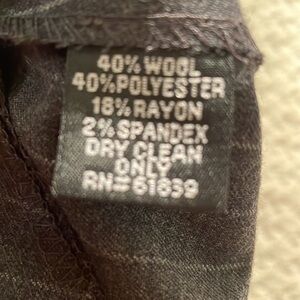 40% WOOL
40% POLYESTER
18% RAYON
2% SPANDEX
DRY CLEAN
ONLY
RN# 61639